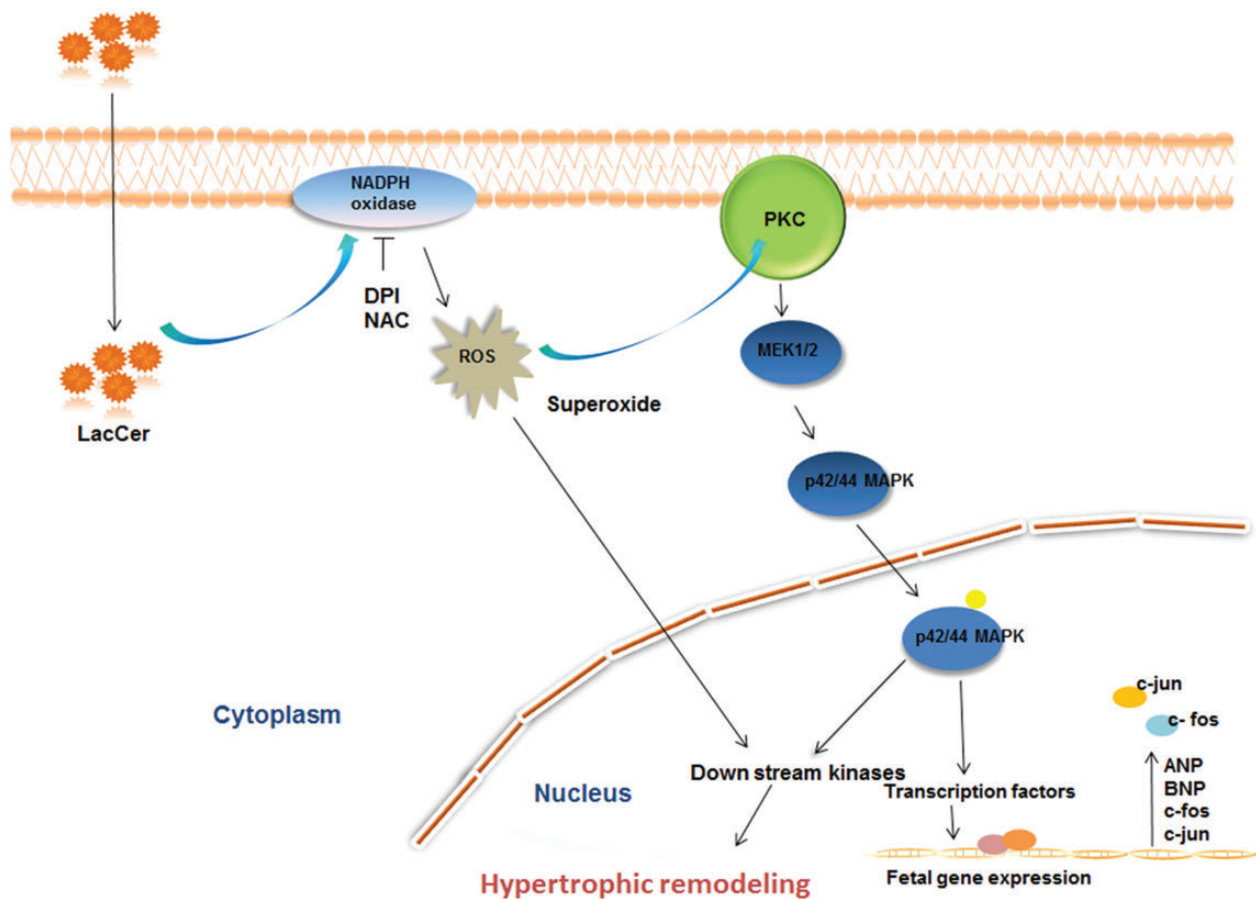 NADPH
oxidase
PKC
DPI
NAC
ROS
MEK1/2
Superoxide
LacCer
p42/44 MAPK
p42/44 MAPK
c-jun
c- fos
Cytoplasm
Nucleus
Down stream kinases
Transcription factors
ANP
BNP
c-fos
c-jun
Hypertrophic remodeling
Fetal gene expression